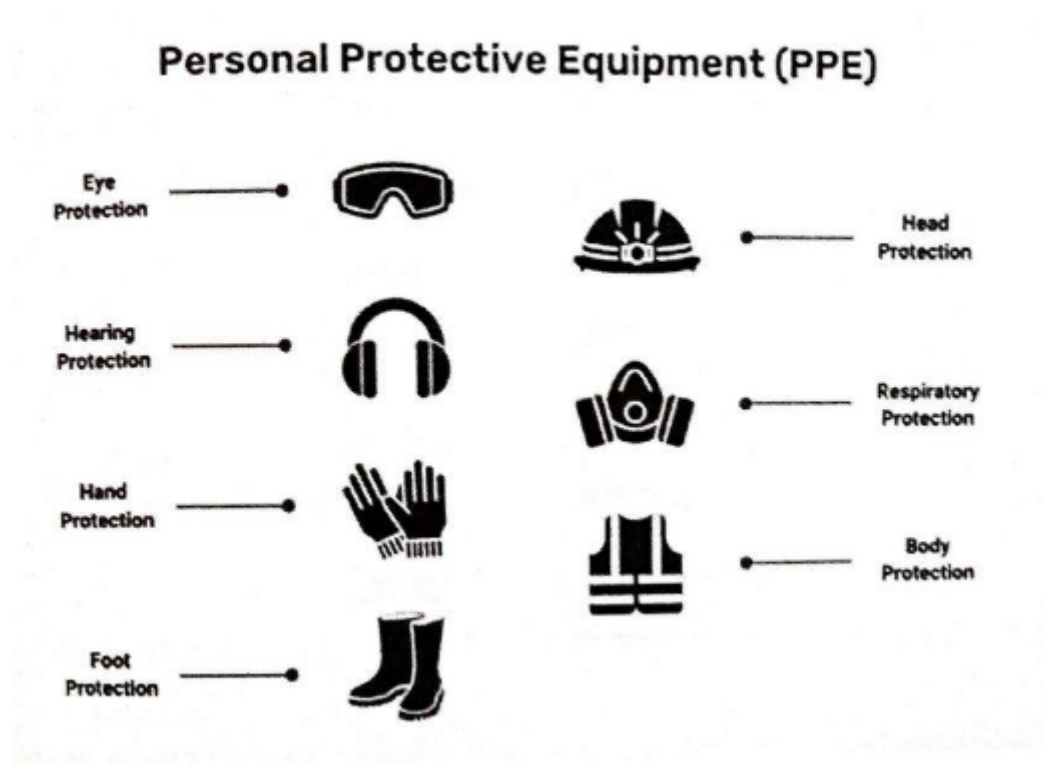 Personal Protective Equipment (PPE)
Eye
Protection
Hearing
Protection
Hand
Protection
Foot
Protection
Head
Protection
Respiratory
Protection
Body
Protection